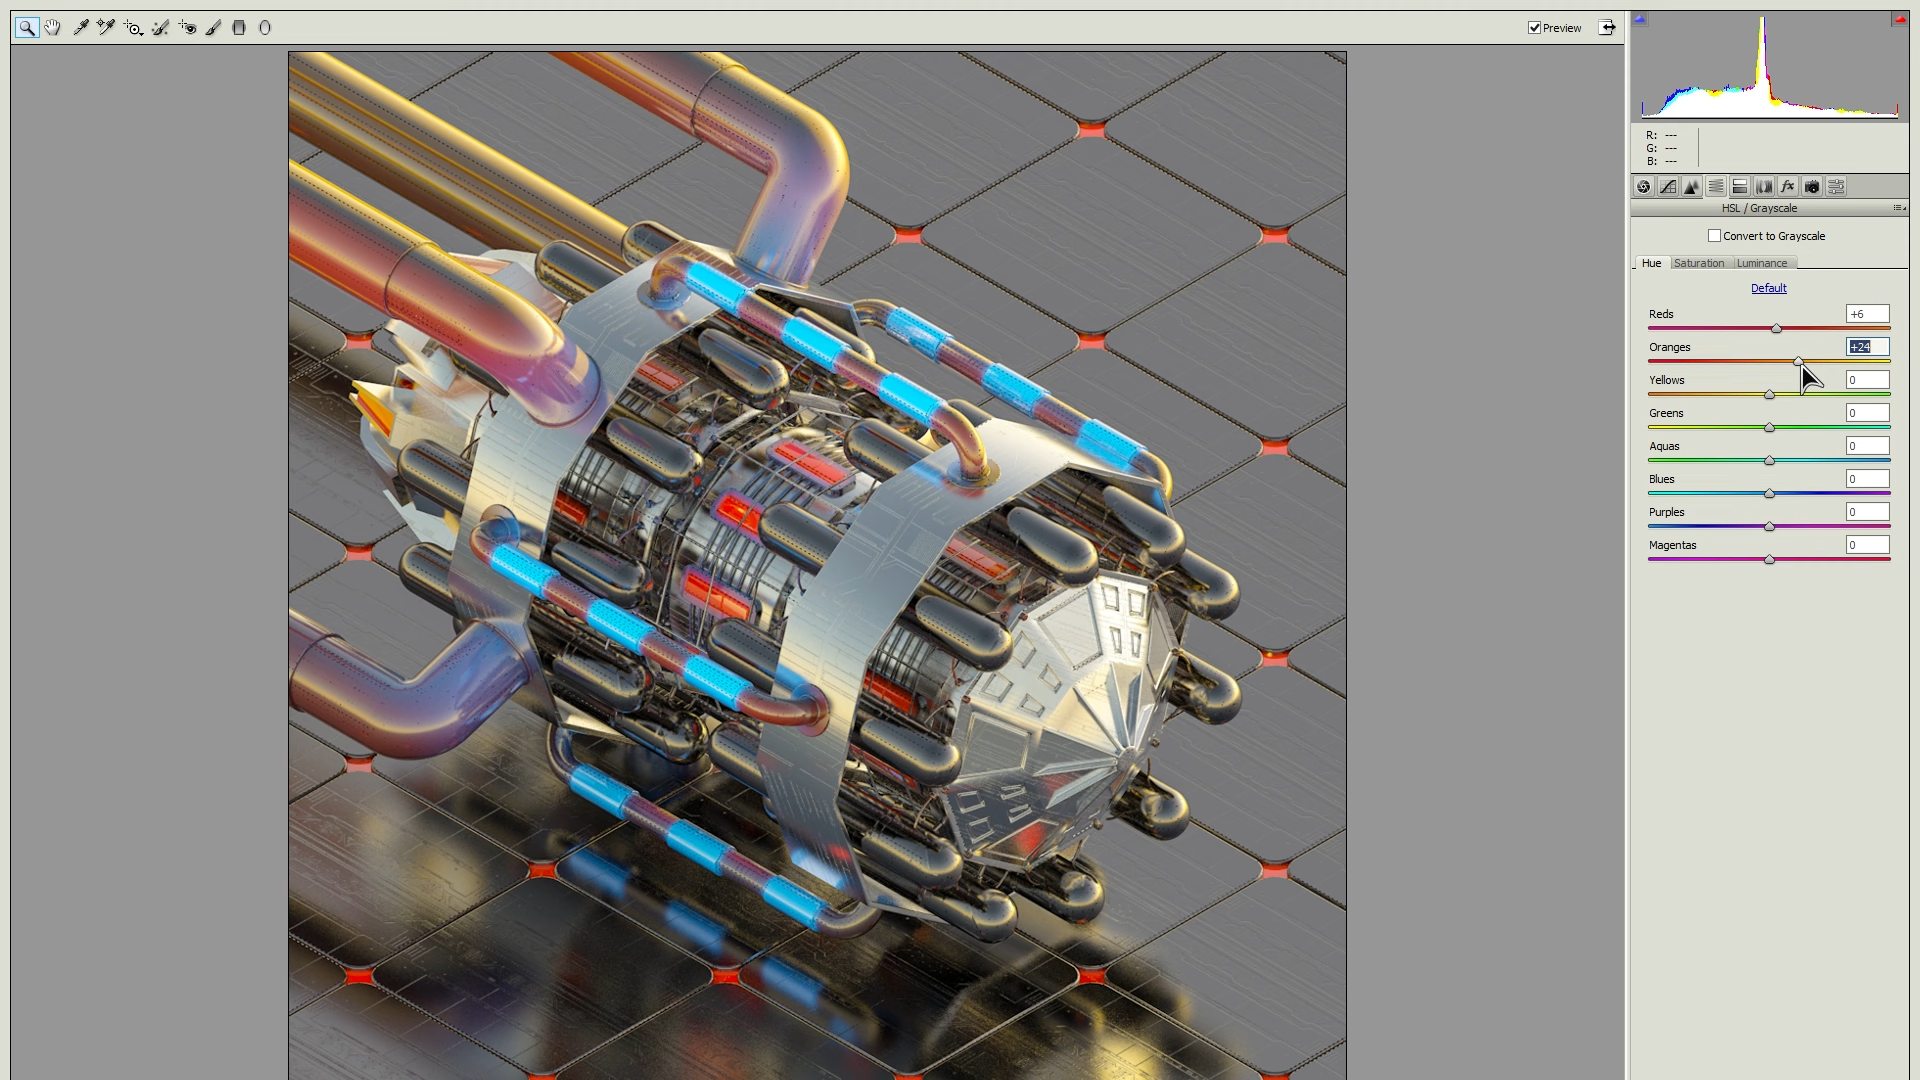 Preview
R: ---
G: ---
B: ---
fx
HSL / Grayscale
Convert to Grayscale
Hue Saturation Luminance
Default
Reds +6
Oranges +24
Yellows 0
Greens 0
Aquas 0
Blues 0
Purples 0
Magentas 0